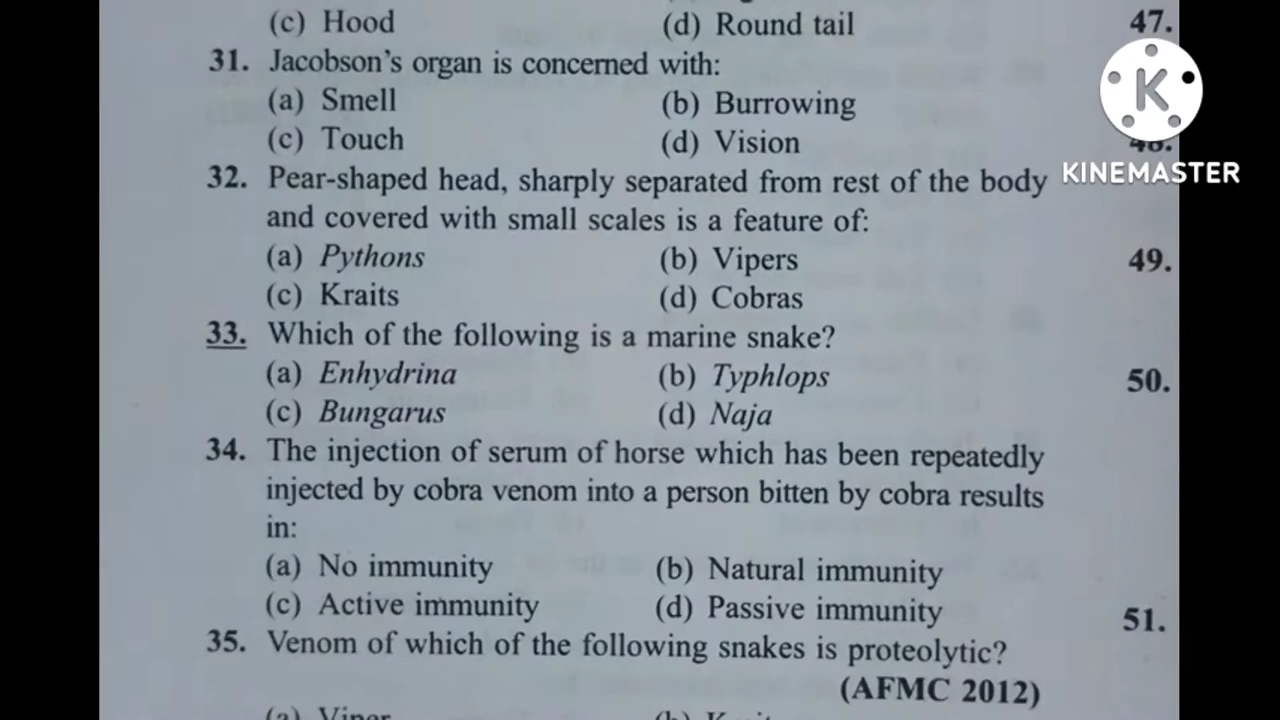 (c) Hood (d) Round tail 47.
31. Jacobson's organ is concerned with:
(a) Smell (b) Burrowing
(c) Touch (d) Vision
K
KINEMASTER
32. Pear-shaped head, sharply separated from rest of the body
and covered with small scales is a feature of:
(a) Pythons (b) Vipers 49.
(c) Kraits (d) Cobras
33. Which of the following is a marine snake?
(a) Enhydrina (b) Typhlops 50.
(c) Bungarus (d) Naja
34. The injection of serum of horse which has been repeatedly
injected by cobra venom into a person bitten by cobra results
in:
(a) No immunity (b) Natural immunity
(c) Active immunity (d) Passive immunity 51.
35. Venom of which of the following snakes is proteolytic?
(AFMC 2012)
(a) Viper (b) Krait